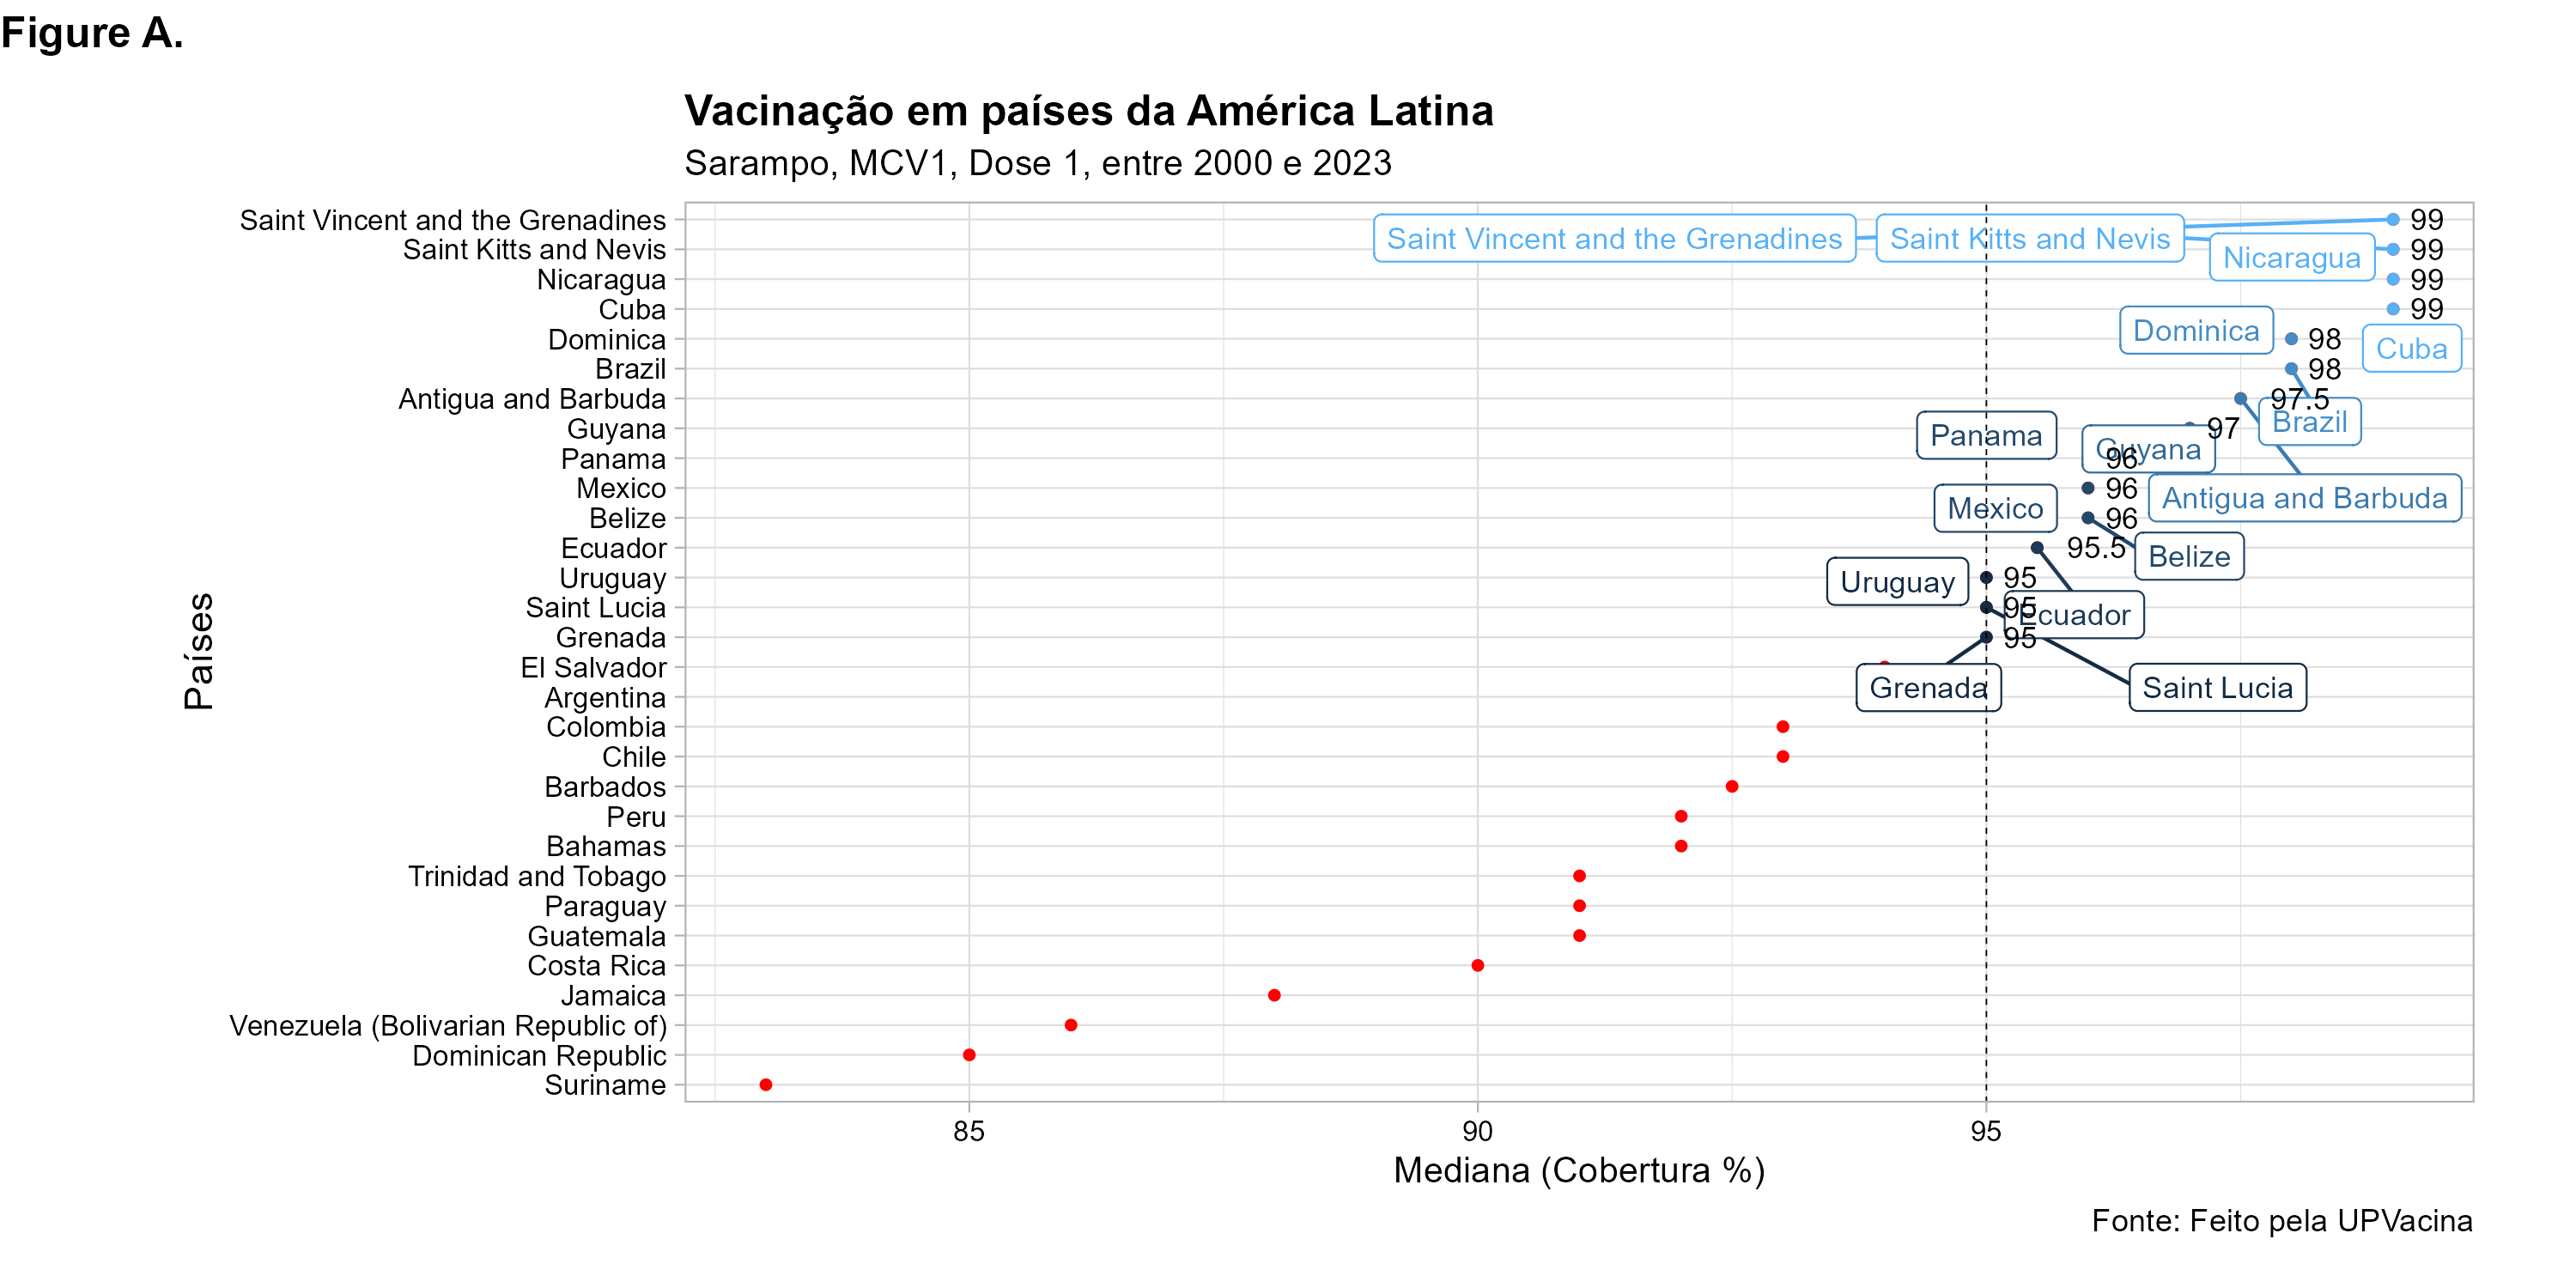 Figure A.
Vacinação em países da América Latina
Sarampo, MCV1, Dose 1, entre 2000 e 2023
Países
Saint Vincent and the Grenadines
Saint Kitts and Nevis
Nicaragua
Cuba
Dominica
Brazil
Antigua and Barbuda
Guyana
Panama
Mexico
Belize
Ecuador
Uruguay
Saint Lucia
Grenada
El Salvador
Argentina
Colombia
Chile
Barbados
Peru
Bahamas
Trinidad and Tobago
Paraguay
Guatemala
Costa Rica
Jamaica
Venezuela (Bolivarian Republic of)
Dominican Republic
Suriname
99
Saint Vincent and the Grenadines
Saint Kitts and Nevis
99
Nicaragua
99
99
Dominica
98
Cuba
98
97.5
Brazil
97
Panama
Guyana
96
96
Antigua and Barbuda
Mexico
96
95.5
Belize
95
Uruguay
95
Ecuador
95
Grenada
Saint Lucia
85
90
95
Mediana (Cobertura %)
Fonte: Feito pela UPVacina